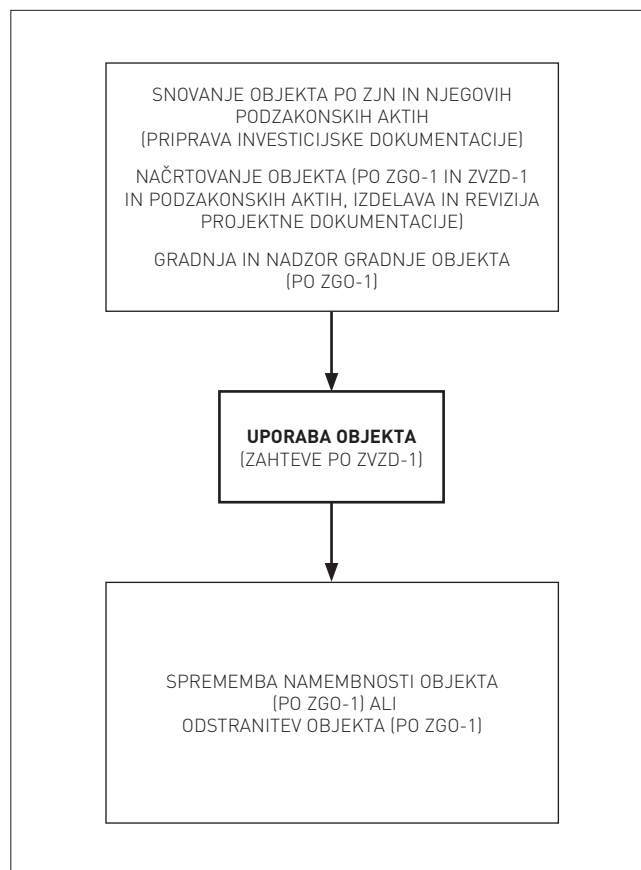 SNOVANJE OBJEKTA PO ZJN IN NJEGOVIH
PODZAKONSKIH AKTIH
(PRIPRAVA INVESTICIJSKE DOKUMENTACIJE)
NAČRTOVANJE OBJEKTA (PO ZGO-1 IN ZVZD-1
IN PODZAKONSKIH AKTIH, IZDELAVA IN REVIZIJA
PROJEKTNE DOKUMENTACIJE)
GRADNJA IN NADZOR GRADNJE OBJEKTA
(PO ZGO-1)
UPORABA OBJEKTA
(ZAHTEVE PO ZVZD-1)
SPREMEMBA NAMEMBNOSTI OBJEKTA
(PO ZGO-1) ALI
ODSTRANITEV OBJEKTA (PO ZGO-1)